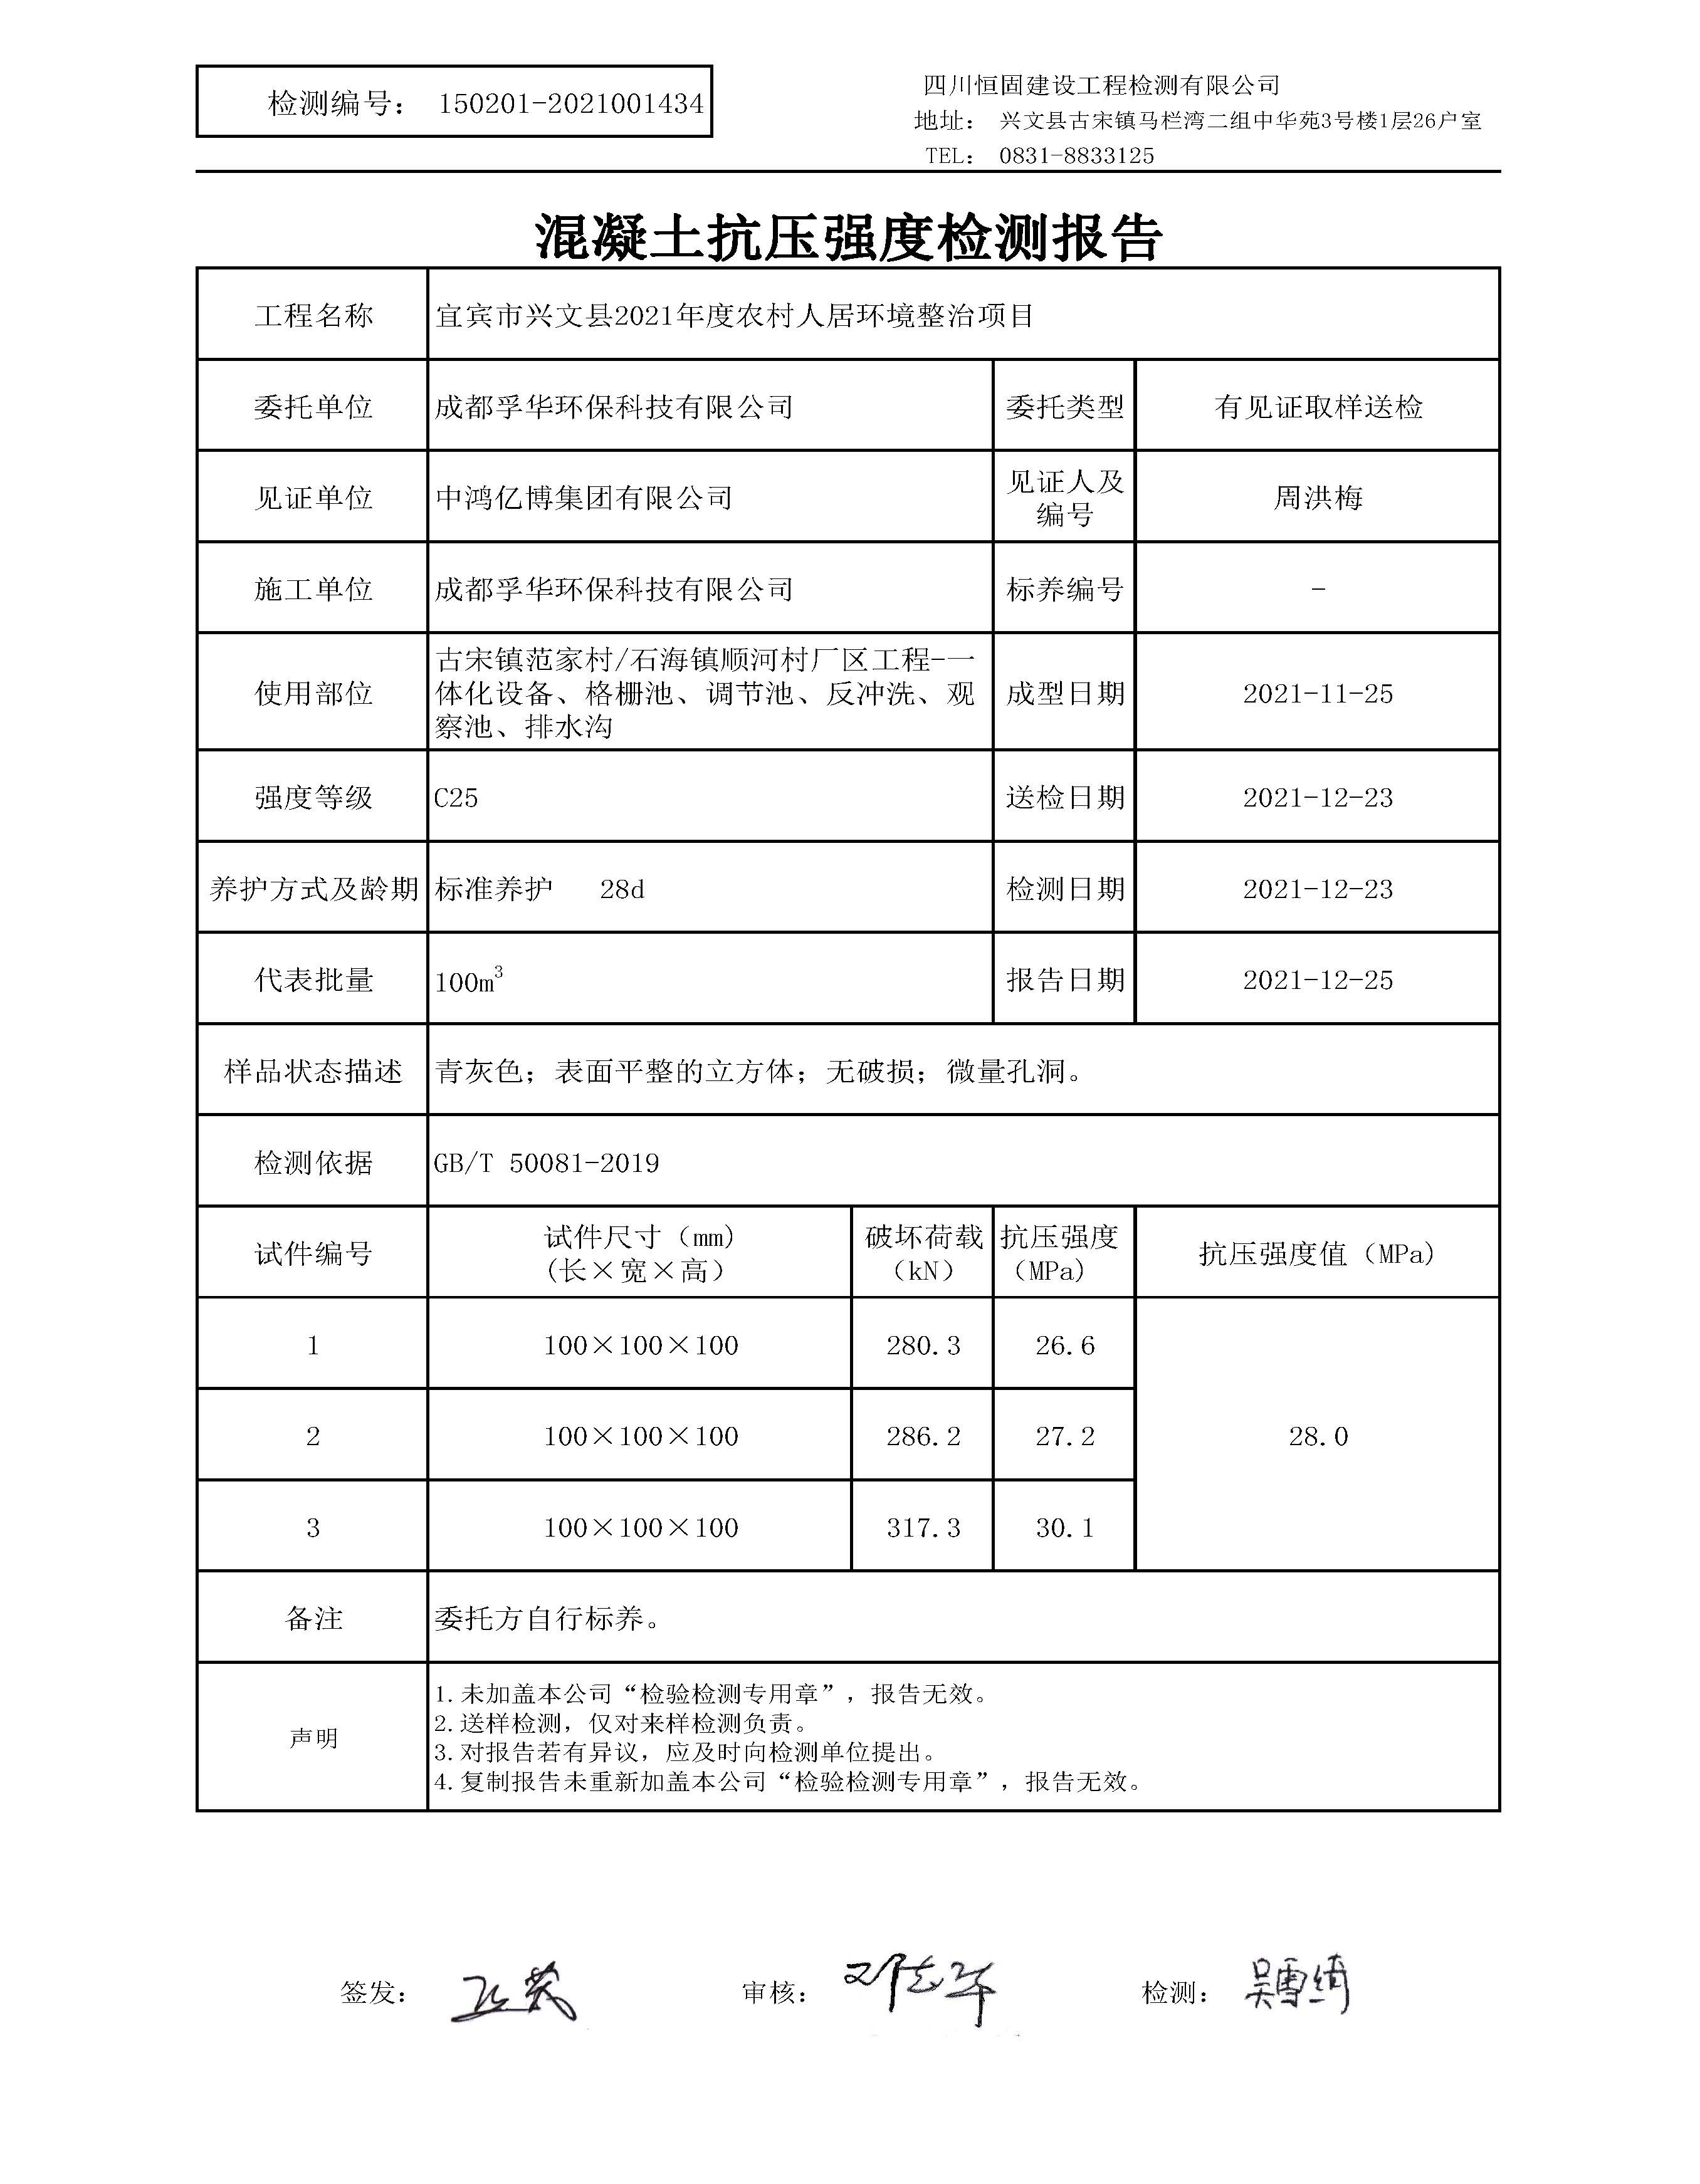 检测编号： 150201-2021001434
四川恒固建设工程检测有限公司
地址： 兴文县古宋镇马栏湾二组中华苑3号楼1层26户室
TEL： 0831-8833125
混凝土抗压强度检测报告
工程名称 宜宾市兴文县2021年度农村人居环境整治项目
委托单位 成都孚华环保科技有限公司 委托类型 有见证取样送检
见证单位 中鸿亿博集团有限公司 见证人及
编号 周洪梅
施工单位 成都孚华环保科技有限公司 标养编号 -
使用部位 古宋镇范家村/石海镇顺河村厂区工程-一
体化设备、格栅池、调节池、反冲洗、观
察池、排水沟
成型日期 2021-11-25
强度等级 C25 送检日期 2021-12-23
养护方式及龄期 标准养护 28d 检测日期 2021-12-23
代表批量 100m³ 报告日期 2021-12-25
样品状态描述 青灰色；表面平整的立方体；无破损；微量孔洞。
检测依据 GB/T 50081-2019
试件编号 试件尺寸（mm)
(长×宽×高） 破坏荷载
（kN） 抗压强度
（MPa) 抗压强度值（MPa)
1 100×100×100 280.3 26.6
2 100×100×100 286.2 27.2 28.0
3 100×100×100 317.3 30.1
备注 委托方自行标养。
声明
1.未加盖本公司“检验检测专用章”，报告无效。
2.送样检测，仅对来样检测负责。
3.对报告若有异议，应及时向检测单位提出。
4.复制报告未重新加盖本公司“检验检测专用章”，报告无效。
签发： 审核： 邓志华 检测： 吴雪绮